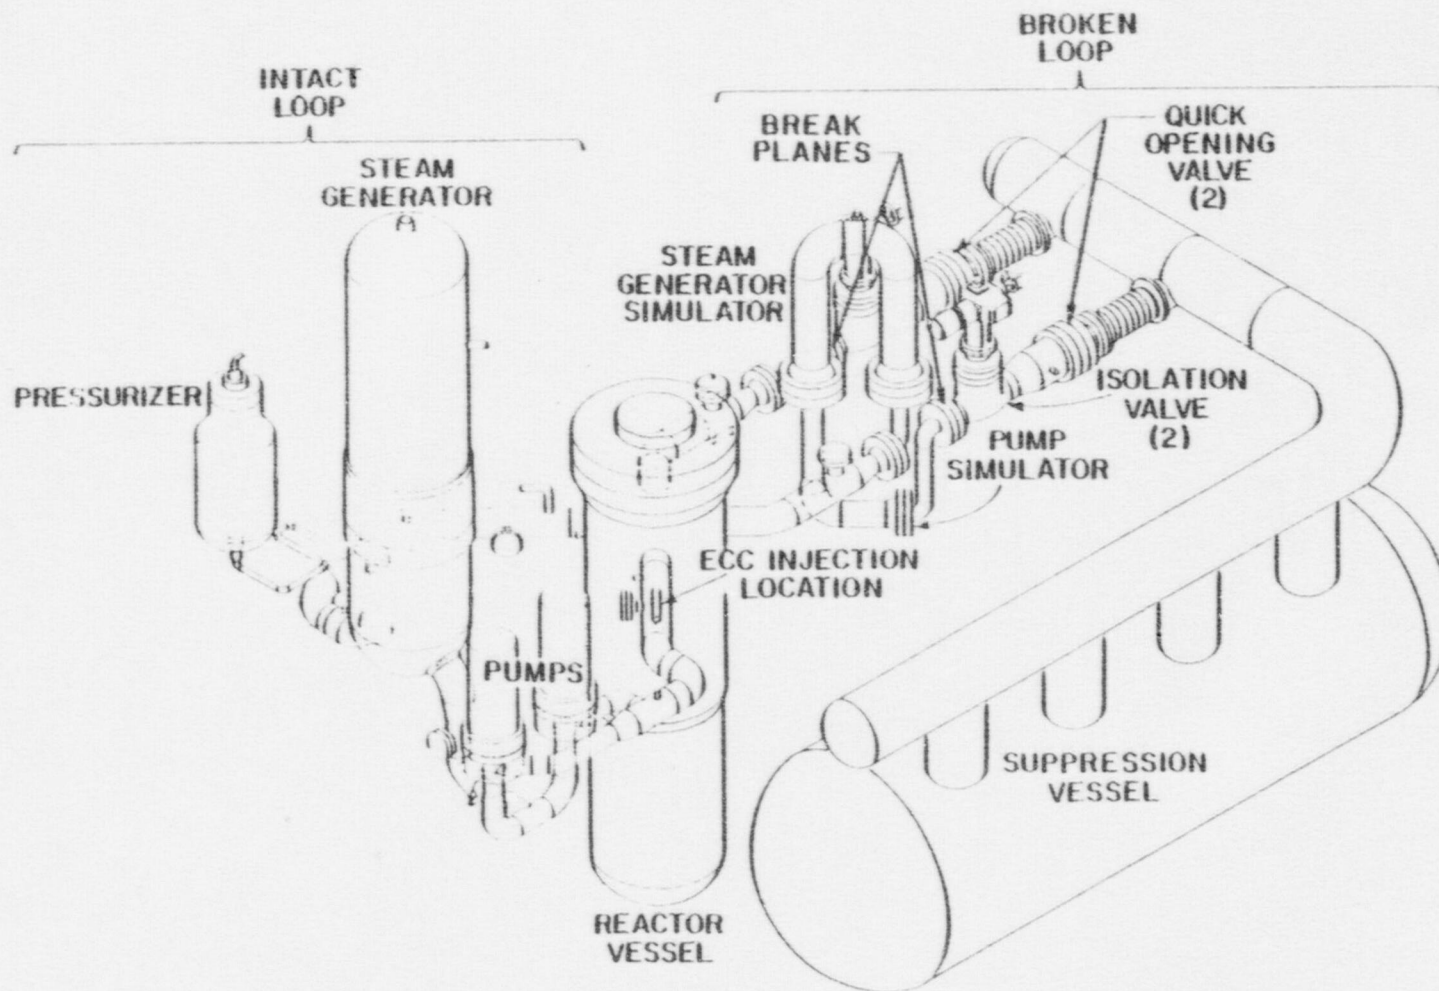 BROKEN
LOOP
INTACT
LOOP
BREAK
PLANES
QUICK
OPENING
VALVE
(2)
STEAM
GENERATOR
STEAM
GENERATOR
SIMULATOR
PRESSURIZER
ISOLATION
VALVE
(2)
PUMP
SIMULATOR
ECC INJECTION
LOCATION
PUMPS
SUPPRESSION
VESSEL
REACTOR
VESSEL